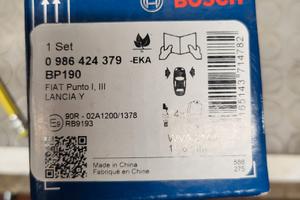 BOSCH
1 Set
0 986 424 379 -EKA
BP190
FIAT Punto I, III
LANCIA Y
90R - 02A1200/1378
RB9193
Made in China
Fabriqué en Chine